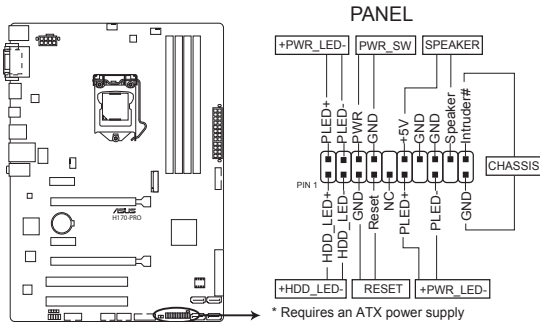 PANEL
+PWR_LED-
PWR_SW
SPEAKER
PLED+
PLED-
PWR
GND
+5V
GND
GND
Speaker
Intruder#
CHASSIS
PIN 1
HDD_LED+
HDD_LED-
GND
Reset
NC
PLED+
PLED-
GND
+HDD_LED-
RESET
+PWR_LED-
ASUS
H170-PRO
* Requires an ATX power supply